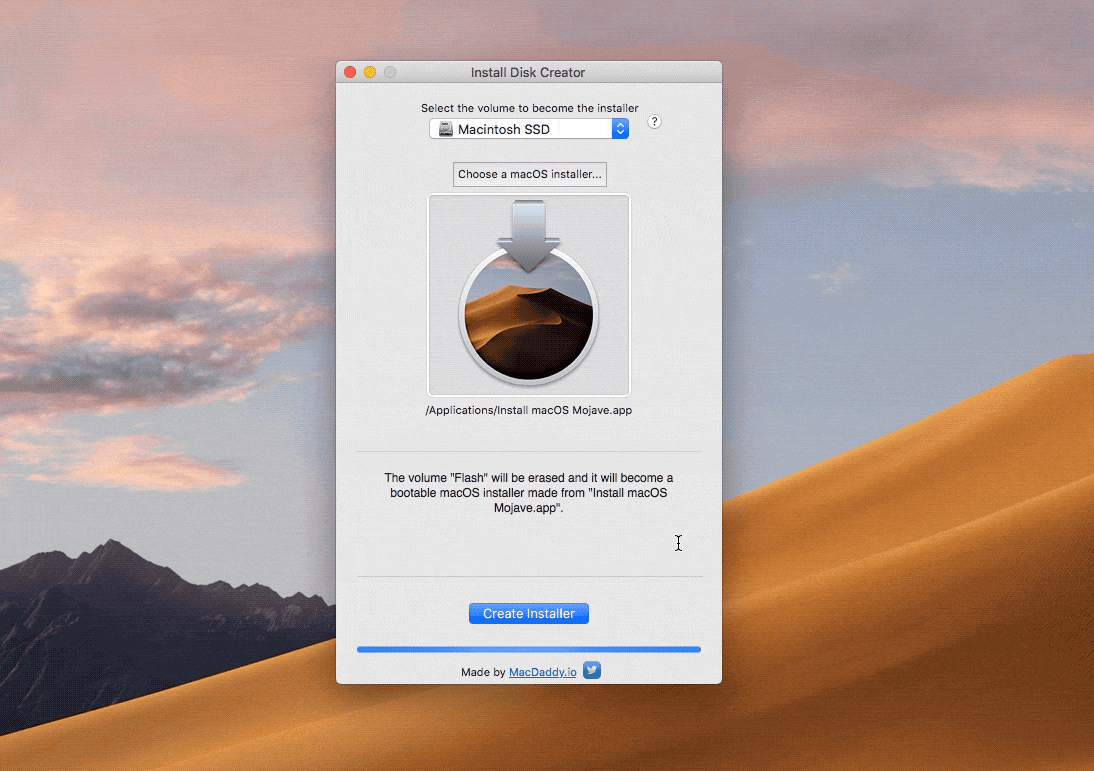 Install Disk Creator
Select the volume to become the installer
Macintosh SSD
?
Choose a macOS installer...
/Applications/Install macOS Mojave.app
The volume "Flash" will be erased and it will become a
bootable macOS installer made from "Install macOS
Mojave.app".
Create Installer
Made by MacDaddy.io